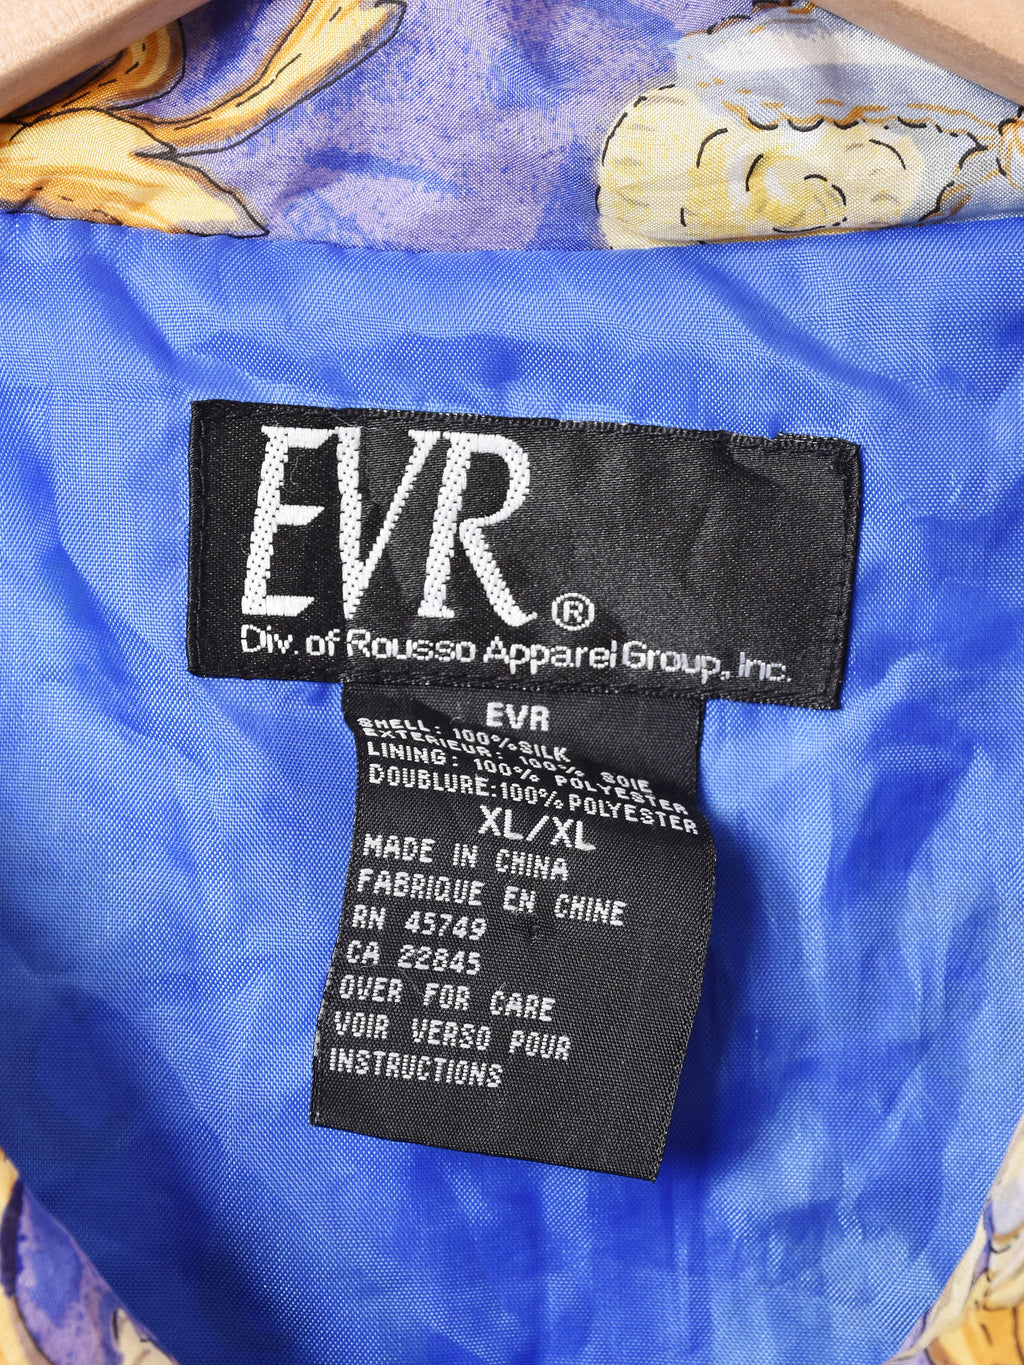 EVR®
Div. of Rousso Apparel Group, Inc.
EVR
SHELL: 100% SILK
EXTERIEUR: 100% SOIE
LINING: 100% POLYESTER
DOUBLURE:100% POLYESTER
XL/XL
MADE IN CHINA
FABRIQUE EN CHINE
RN 45749
CA 22845
OVER FOR CARE
VOIR VERSO POUR
INSTRUCTIONS